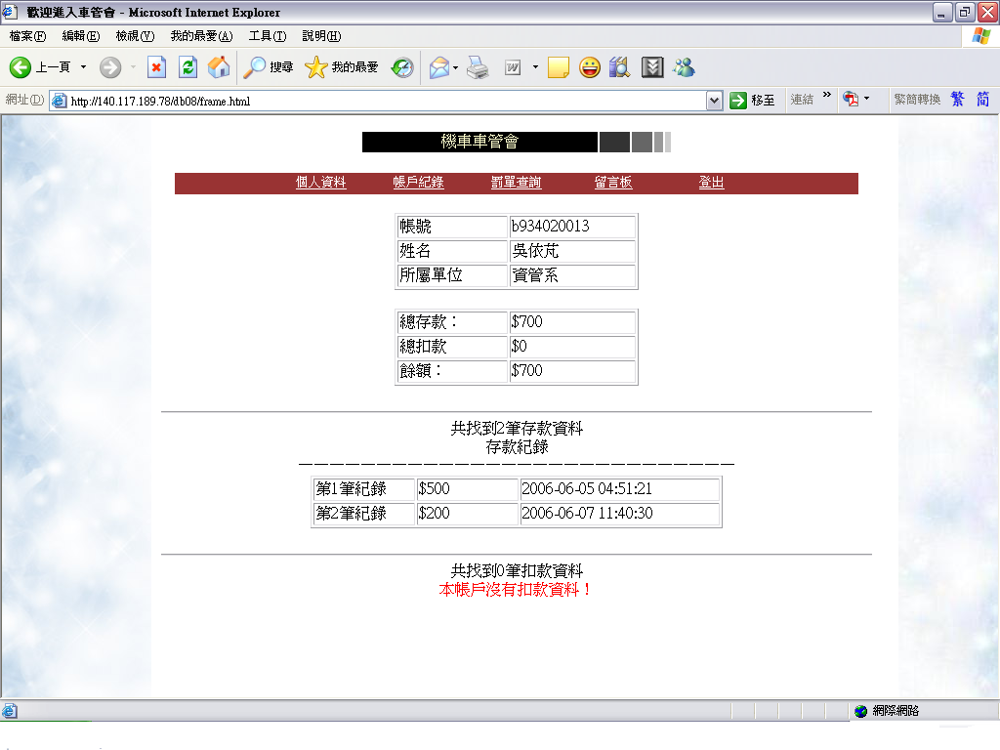 歡迎進入車管會 - Microsoft Internet Explorer
檔案(F) 編輯(E) 檢視(V) 我的最愛(A) 工具(T) 說明(H)
上一頁 搜尋 我的最愛
網址(D) http://140.117.189.78/db08/frame.html 移至 連結 » 繁簡轉換 繁 简
機車車管會
個人資料 帳戶紀錄 罰單查詢 留言板 登出
帳號 b934020013
姓名 吳依芃
所屬單位 資管系
總存款： $700
總扣款 $0
餘額： $700
共找到2筆存款資料
存款紀錄
第1筆紀錄 $500 2006-06-05 04:51:21
第2筆紀錄 $200 2006-06-07 11:40:30
共找到0筆扣款資料
本帳戶沒有扣款資料！
網際網路